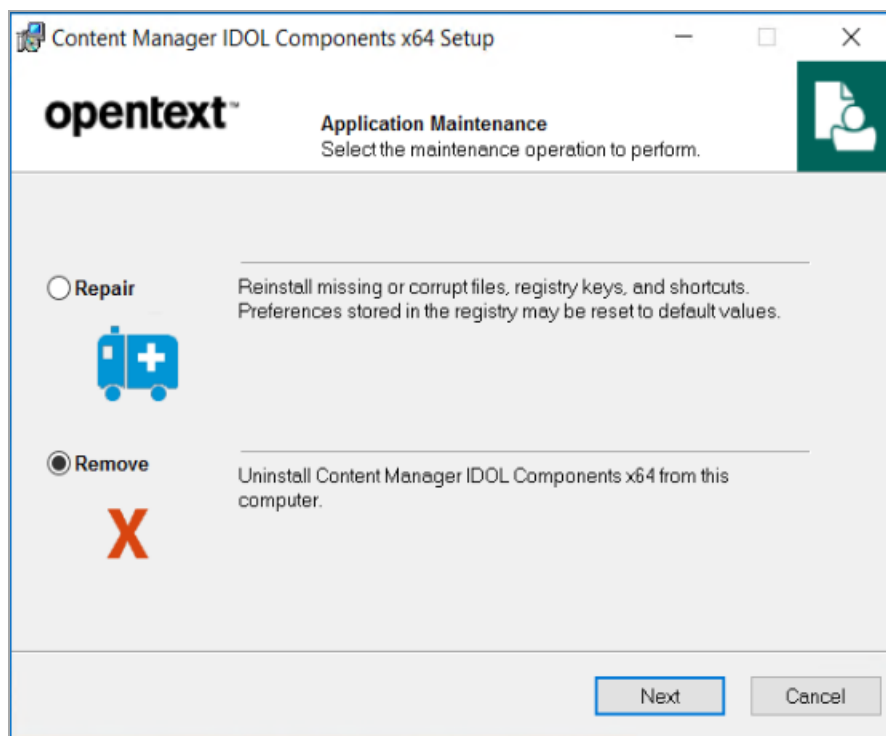 Content Manager IDOL Components x64 Setup
opentext™
Application Maintenance
Select the maintenance operation to perform.
Repair
Reinstall missing or corrupt files, registry keys, and shortcuts.
Preferences stored in the registry may be reset to default values.
Remove
Uninstall Content Manager IDOL Components x64 from this
computer.
X
Next
Cancel